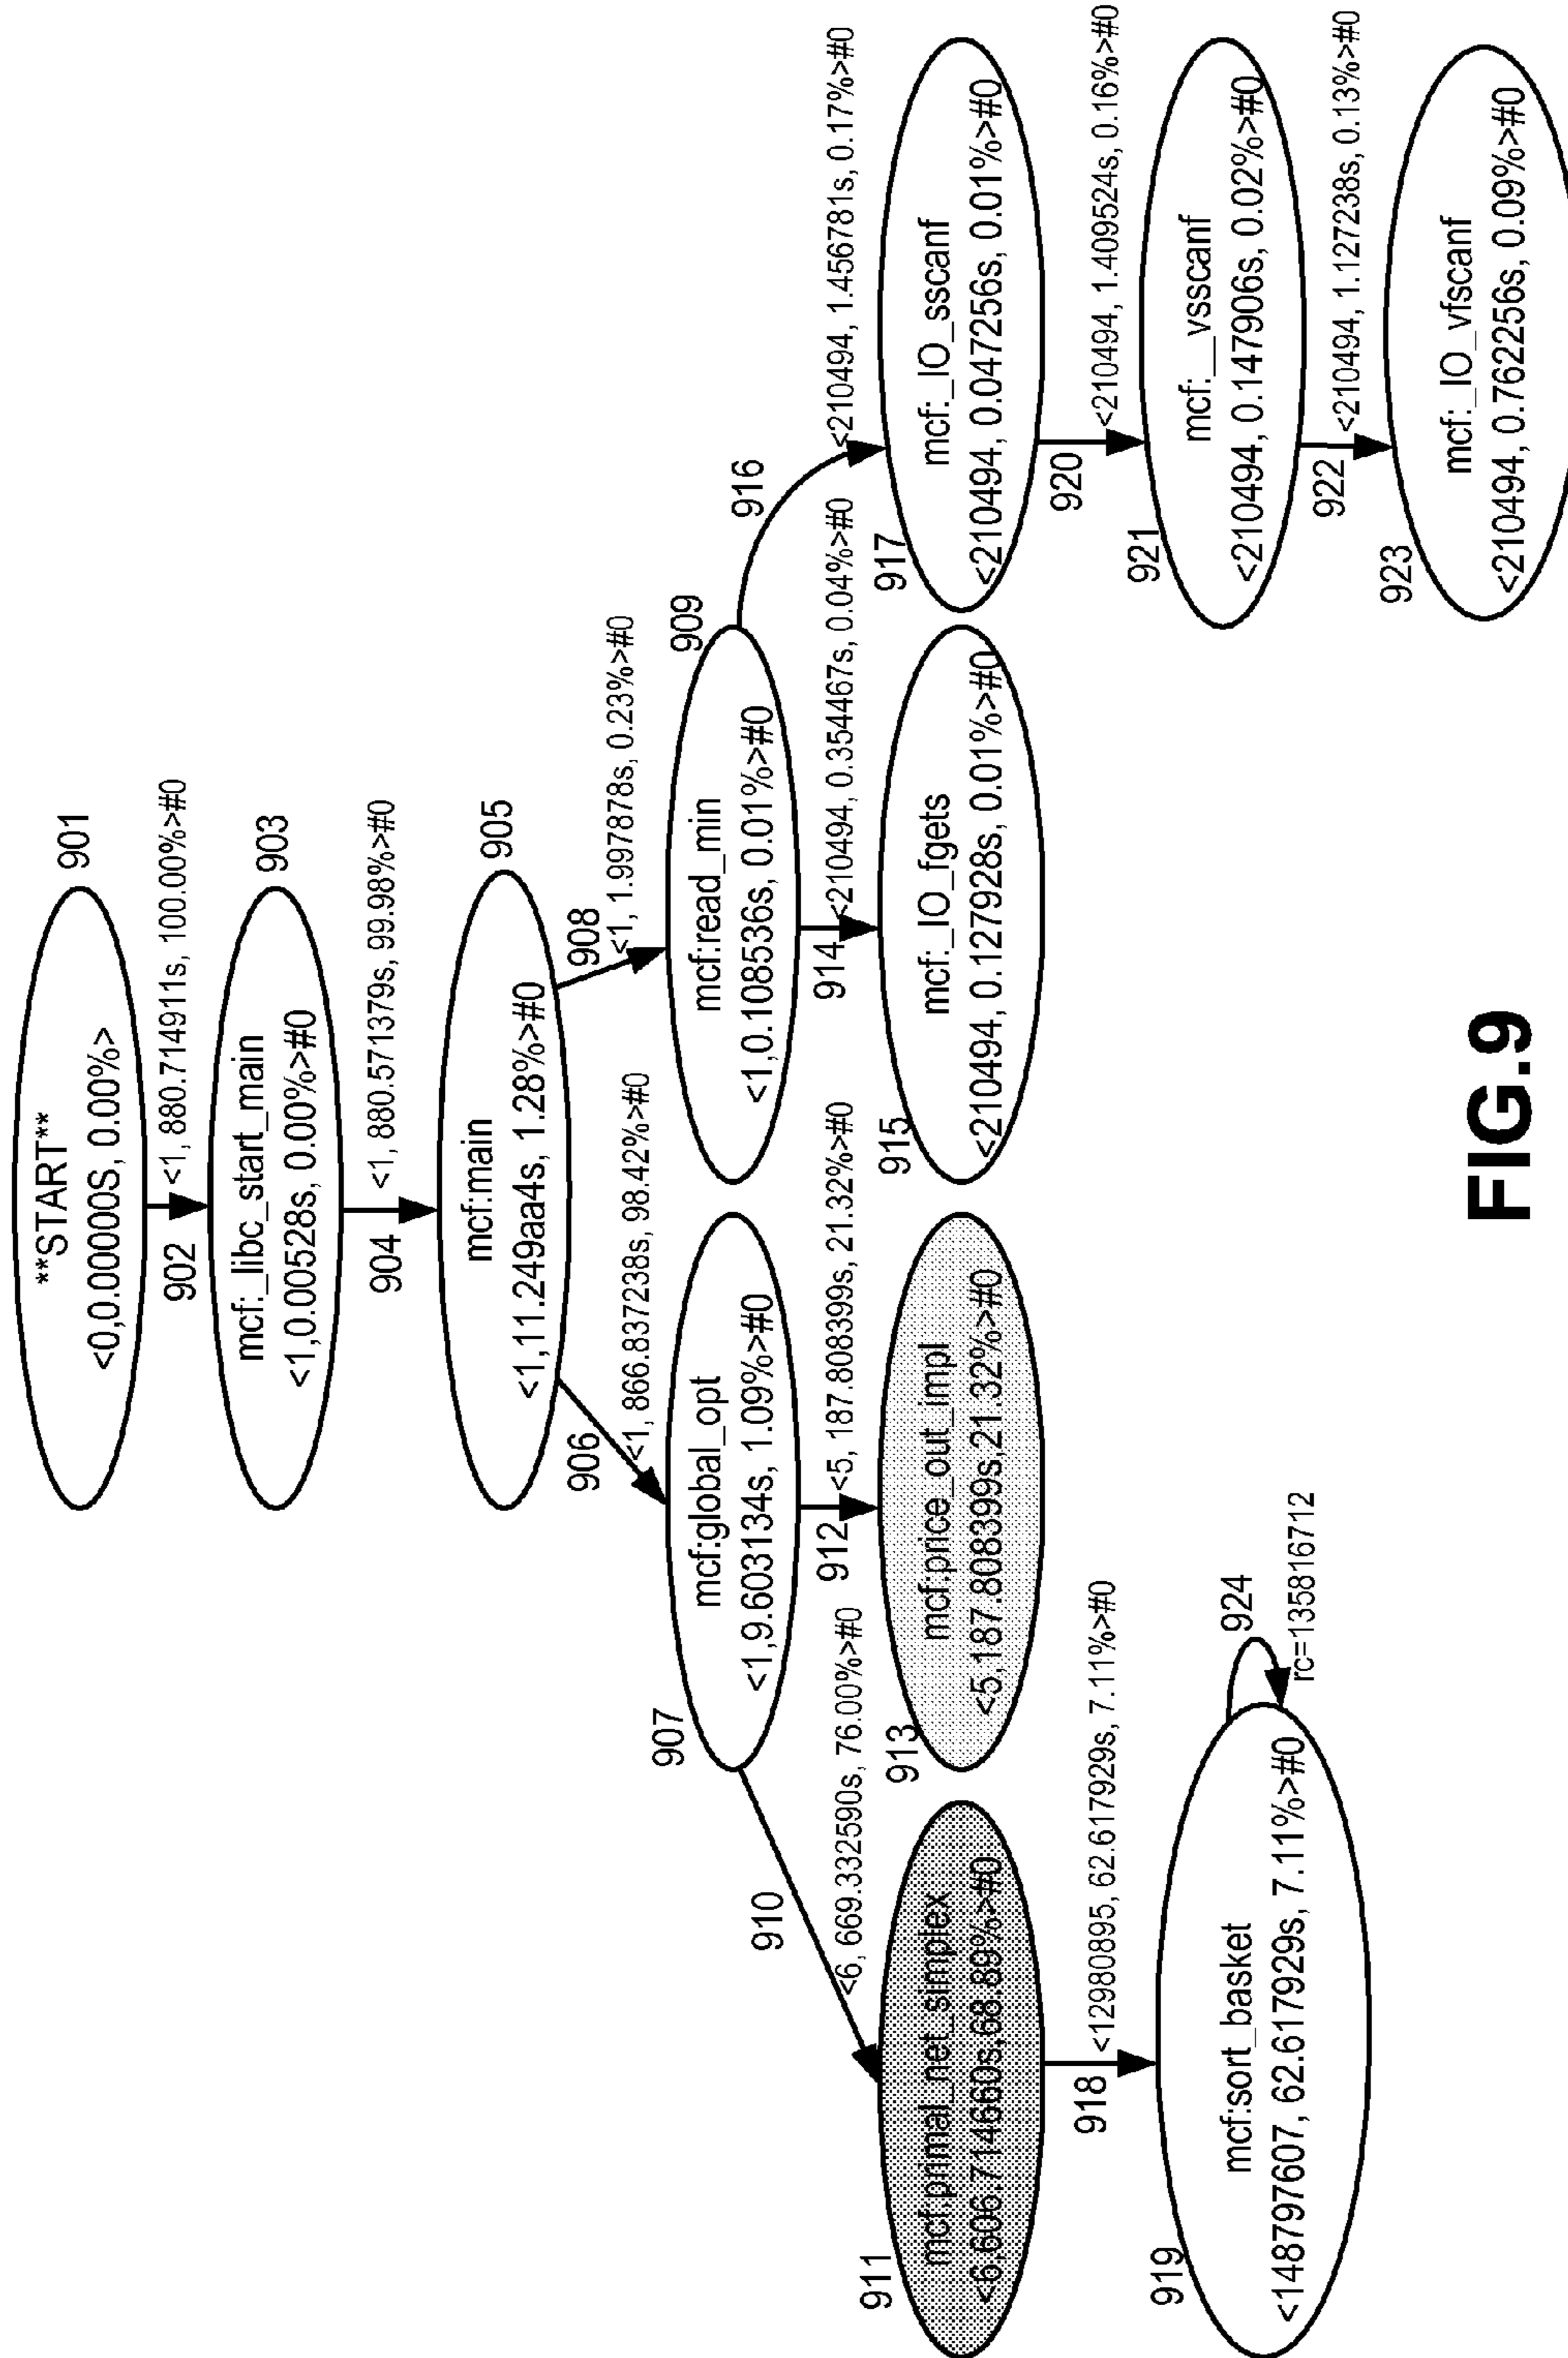 **START**
<0,0.00000S, 0.00%>
901
902
<1, 880.714911s, 100.00%>#0
mcf:_libc_start_main
<1,0.00528s, 0.00%>#0
903
904
<1, 880.571379s, 99.98%>#0
mcf:main
<1,11.249aa4s, 1.28%>#0
905
906
<1, 866.837238s, 98.42%>#0
908
<1, 1.997878s, 0.23%>#0
907
mcf:global_opt
<1,9.603134s, 1.09%>#0
909
mcf:read_min
<1,0.108536s, 0.01%>#0
910
<6, 669.332590s, 76.00%>#0
912
<5, 187.808399s, 21.32%>#0
914
<210494, 0.354467s, 0.04%>#0
916
<210494, 1.456781s, 0.17%>#0
911
mcf:primal_net_simplex
<6,606.714660s,68.89%>#0
913
mcf:price_out_impl
<5,187.808399s,21.32%>#0
915
mcf:_IO_fgets
<210494, 0.127928s, 0.01%>#0
917
mcf:_IO_sscanf
<210494, 0.047256s, 0.01%>#0
918
<12980895, 62.617929s, 7.11%>#0
920
<210494, 1.409524s, 0.16%>#0
919
mcf:sort_basket
<148797607, 62.617929s, 7.11%>#0
924
rc=135816712
921
mcf:__vsscanf
<210494, 0.147906s, 0.02%>#0
922
<210494, 1.127238s, 0.13%>#0
923
mcf:_IO_vfscanf
<210494, 0.762256s, 0.09%>#0
FIG.9